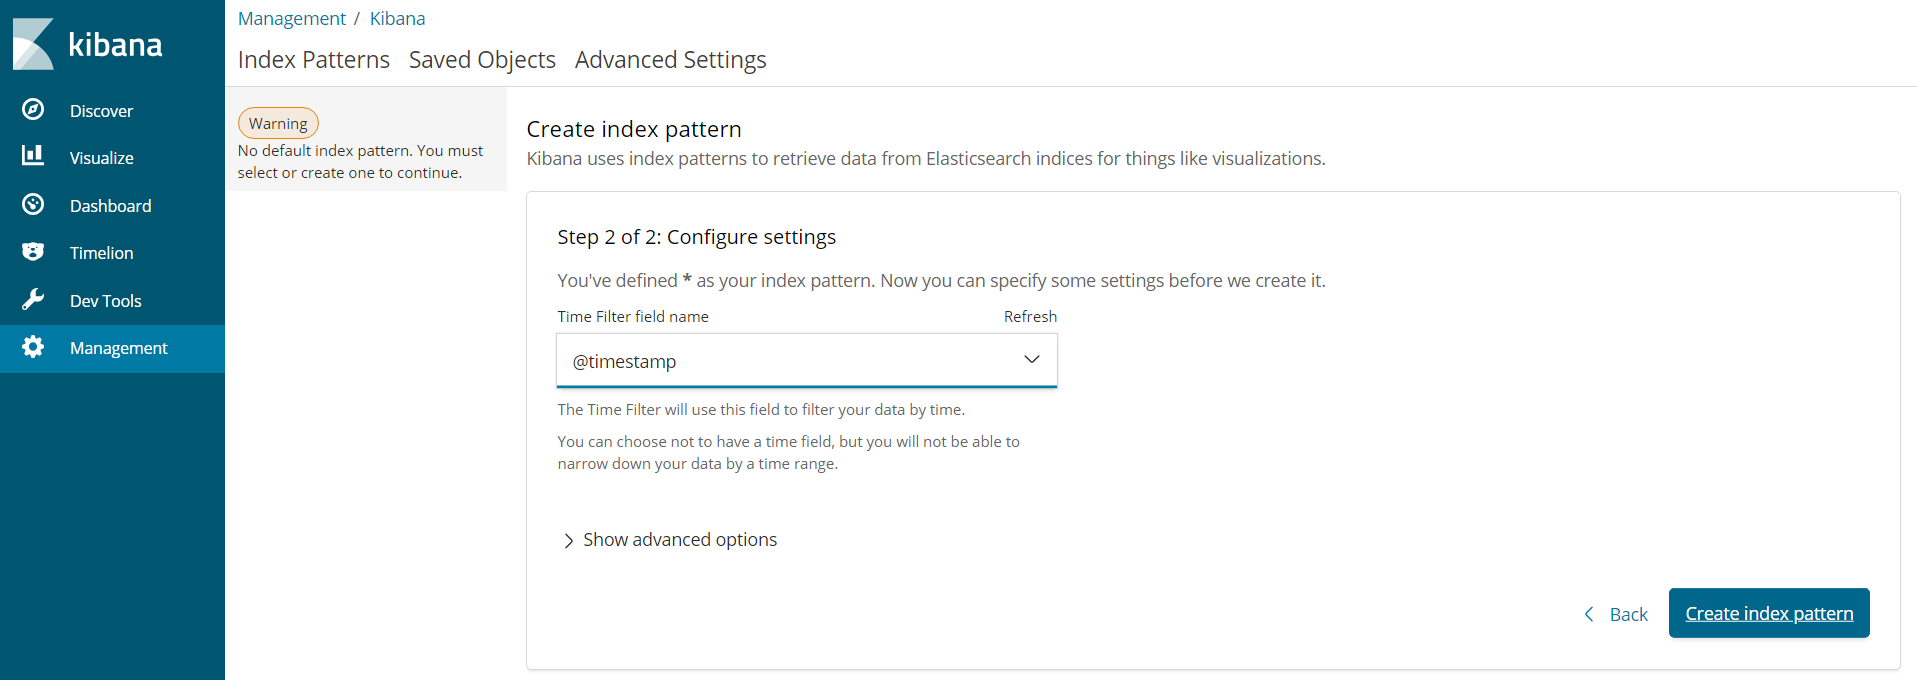 kibana
Discover
Visualize
Dashboard
Timelion
Dev Tools
Management
Management / Kibana
Index Patterns Saved Objects Advanced Settings
Warning
No default index pattern. You must
select or create one to continue.
Create index pattern
Kibana uses index patterns to retrieve data from Elasticsearch indices for things like visualizations.
Step 2 of 2: Configure settings
You've defined * as your index pattern. Now you can specify some settings before we create it.
Time Filter field name Refresh
@timestamp
The Time Filter will use this field to filter your data by time.
You can choose not to have a time field, but you will not be able to
narrow down your data by a time range.
Show advanced options
Back Create index pattern